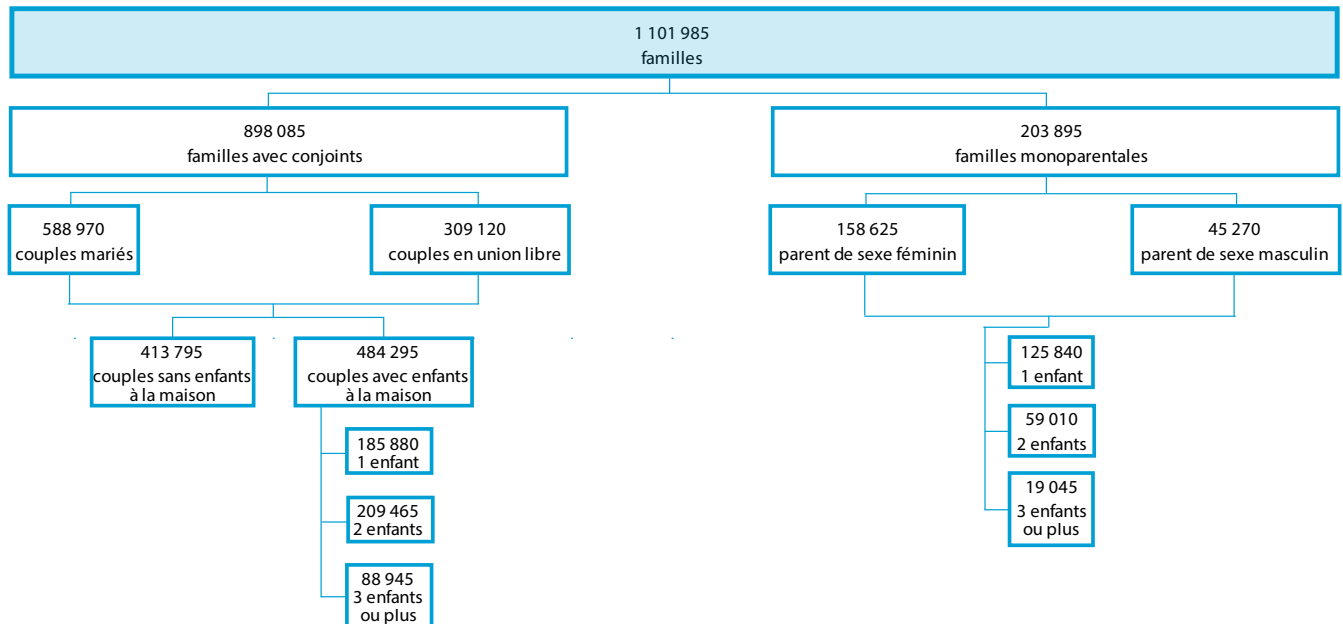 1 101 985
familles
898 085
familles avec conjoints
203 895
familles monoparentales
588 970
couples mariés
309 120
couples en union libre
158 625
parent de sexe féminin
45 270
parent de sexe masculin
413 795
couples sans enfants
à la maison
484 295
couples avec enfants
à la maison
185 880
1 enfant
209 465
2 enfants
88 945
3 enfants
ou plus
125 840
1 enfant
59 010
2 enfants
19 045
3 enfants
ou plus